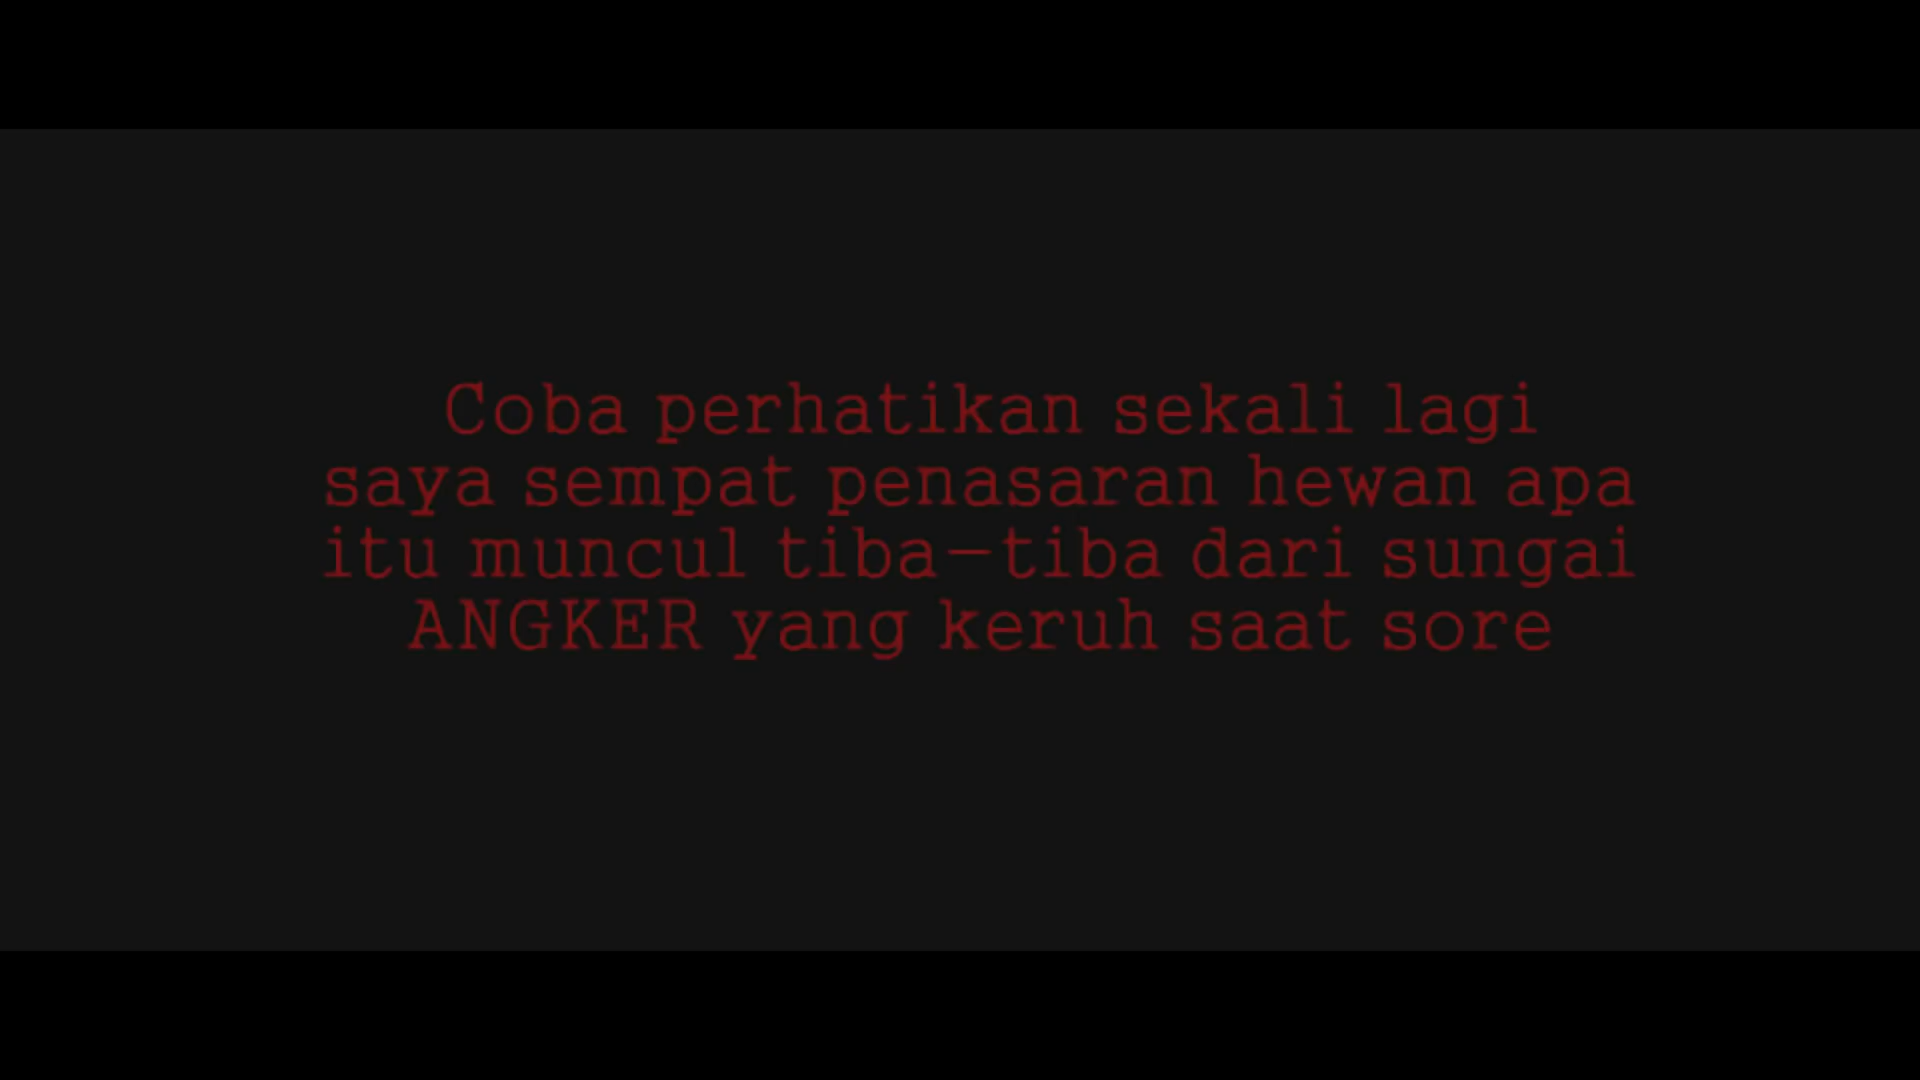 Coba perhatikan sekali lagi
saya sempat penasaran hewan apa
itu muncul tiba-tiba dari sungai
ANGKER yang keruh saat sore